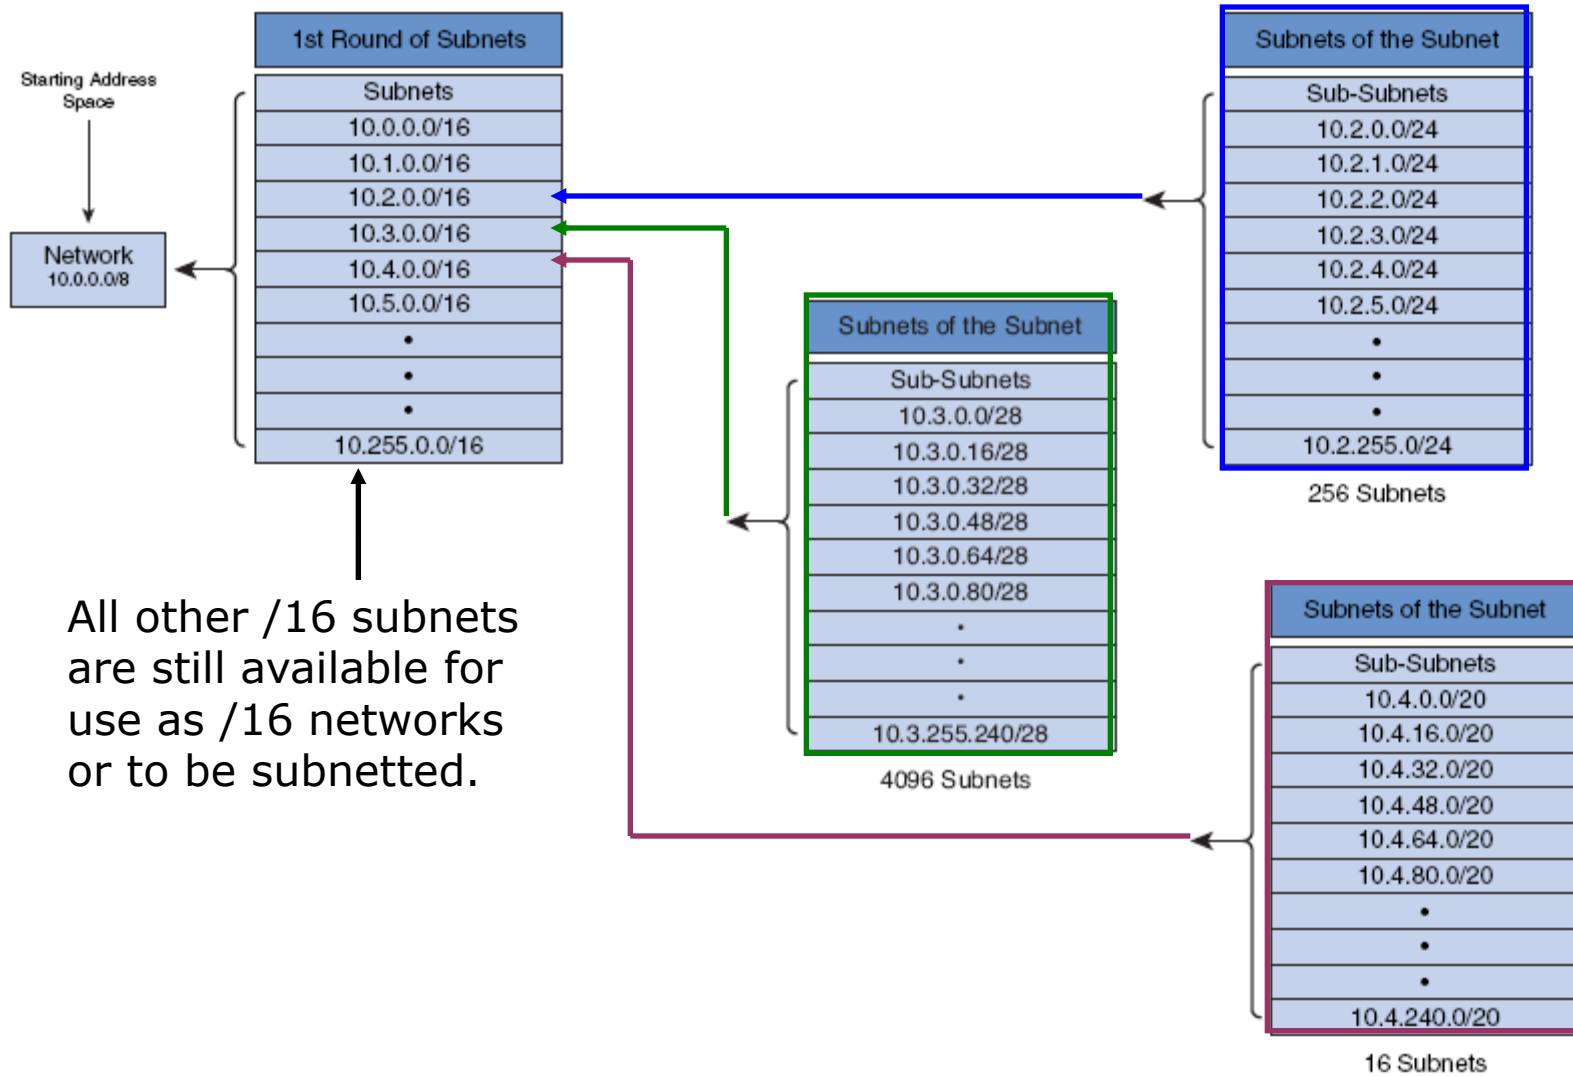 1st Round of Subnets
Starting Address
Space
Network
10.0.0.0/8
Subnets
10.0.0.0/16
10.1.0.0/16
10.2.0.0/16
10.3.0.0/16
10.4.0.0/16
10.5.0.0/16
•
•
•
10.255.0.0/16
All other /16 subnets
are still available for
use as /16 networks
or to be subnetted.
Subnets of the Subnet
Sub-Subnets
10.3.0.0/28
10.3.0.16/28
10.3.0.32/28
10.3.0.48/28
10.3.0.64/28
10.3.0.80/28
•
•
•
10.3.255.240/28
4096 Subnets
Subnets of the Subnet
Sub-Subnets
10.2.0.0/24
10.2.1.0/24
10.2.2.0/24
10.2.3.0/24
10.2.4.0/24
10.2.5.0/24
•
•
•
10.2.255.0/24
256 Subnets
Subnets of the Subnet
Sub-Subnets
10.4.0.0/20
10.4.16.0/20
10.4.32.0/20
10.4.48.0/20
10.4.64.0/20
10.4.80.0/20
•
•
•
10.4.240.0/20
16 Subnets